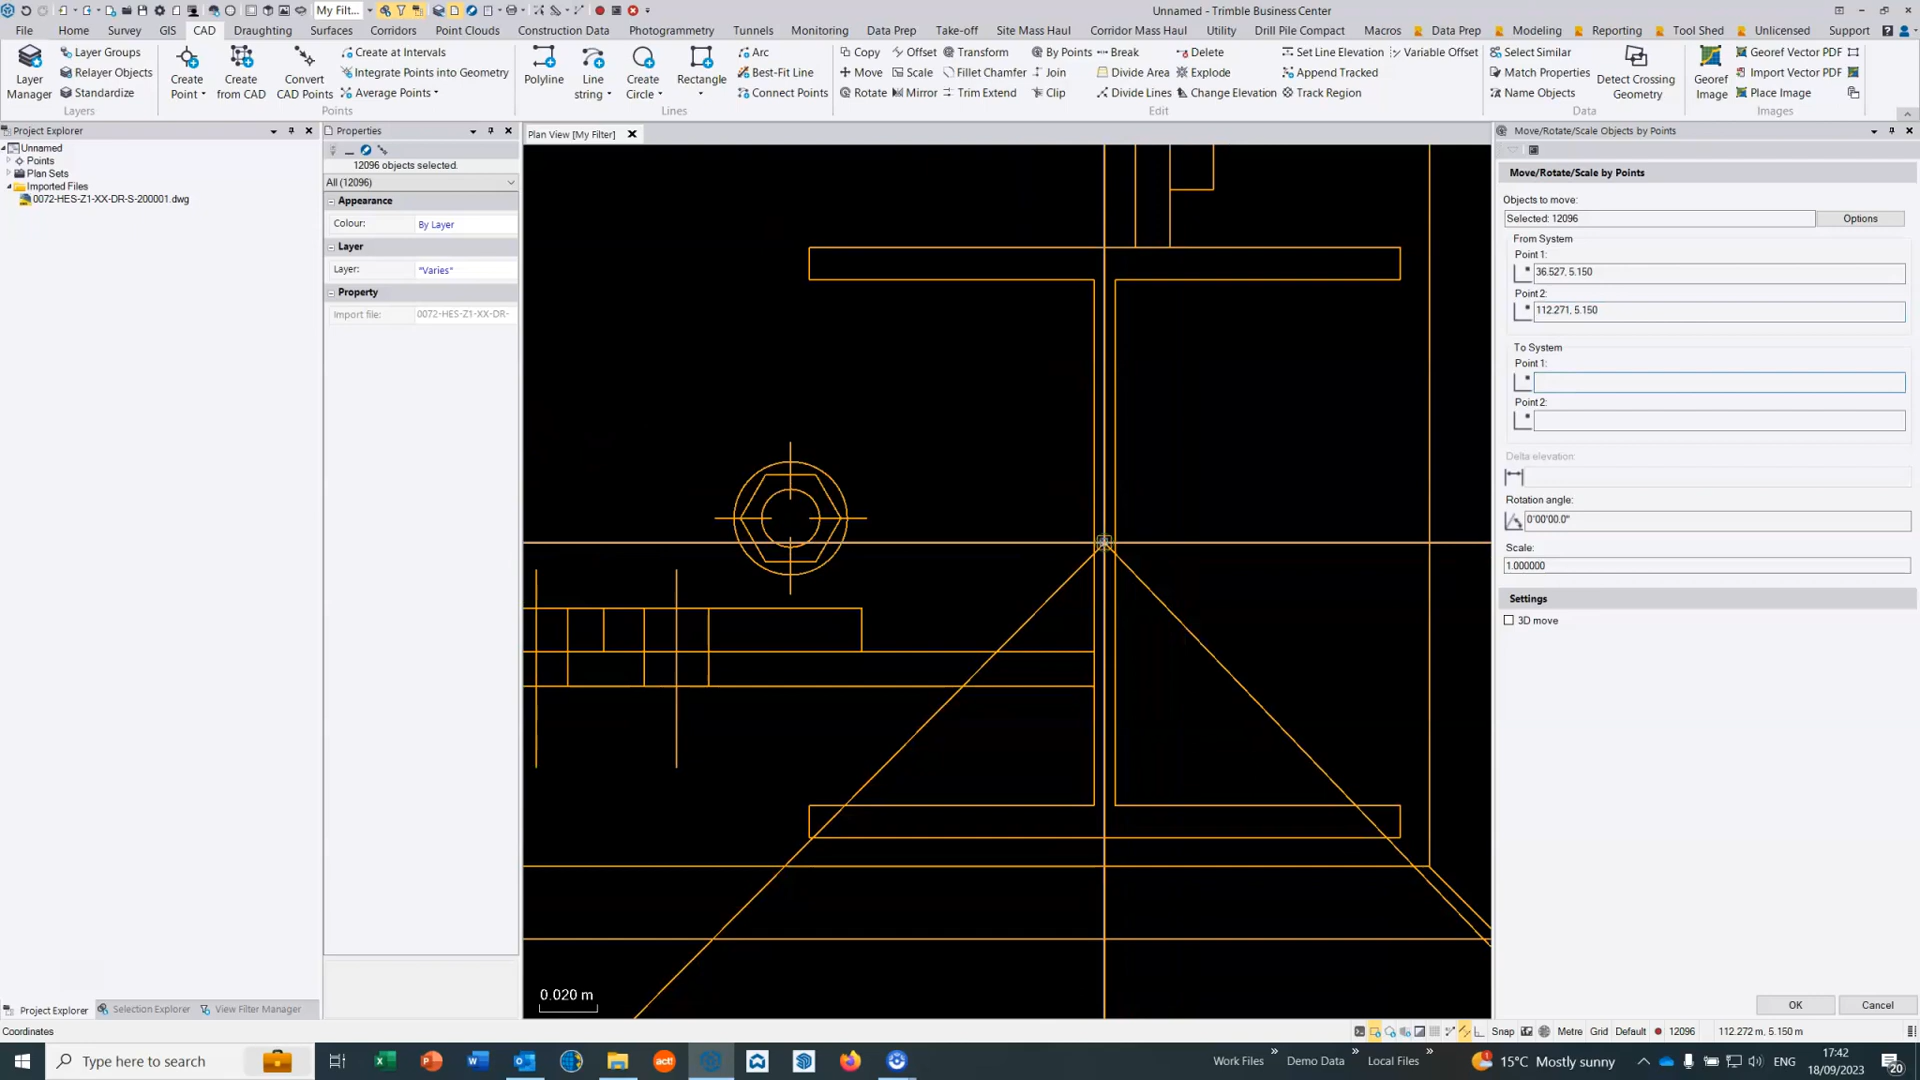 My Filt...
Unnamed - Trimble Business Center
File Home Survey GIS CAD Draughting Surfaces Corridors Point Clouds Construction Data Photogrammetry Tunnels Monitoring Data Prep Take-off Site Mass Haul Corridor Mass Haul Utility Drill Pile Compact Macros Data Prep Modeling Reporting Tool Shed Unlicensed Support
Layer Manager
Layer Groups
Relayer Objects
Standardize
Layers
Create Point
Create from CAD
Convert CAD Points
Create at Intervals
Integrate Points into Geometry
Average Points
Points
Polyline
Line string
Create Circle
Rectangle
Arc
Best-Fit Line
Connect Points
Lines
Copy Offset Transform By Points Break Delete Set Line Elevation Variable Offset
Move Scale Fillet Chamfer Join Divide Area Explode Append Tracked
Rotate Mirror Trim Extend Clip Divide Lines Change Elevation Track Region
Edit
Select Similar
Match Properties
Name Objects
Detect Crossing Geometry
Data
Georef Image
Georef Vector PDF
Import Vector PDF
Place Image
Images
Project Explorer
Unnamed
Points
Plan Sets
Imported Files
0072-HES-Z1-XX-DR-S-200001.dwg
Properties
12096 objects selected.
All (12096)
Appearance
Colour: By Layer
Layer
Layer: "Varies"
Property
Import file: 0072-HES-Z1-XX-DR-
Plan View [My Filter]
0.020 m
Move/Rotate/Scale Objects by Points
Move/Rotate/Scale by Points
Objects to move:
Selected: 12096
Options
From System
Point 1:
36.527, 5.150
Point 2:
112.271, 5.150
To System
Point 1:
Point 2:
Delta elevation:
Rotation angle:
0°00'00.0"
Scale:
1.000000
Settings
3D move
OK Cancel
Project Explorer Selection Explorer View Filter Manager
Coordinates
Snap Metre Grid Default 12096 112.272 m, 5.150 m
Type here to search
Work Files Demo Data Local Files
15°C Mostly sunny
ENG
17:42
18/09/2023
20